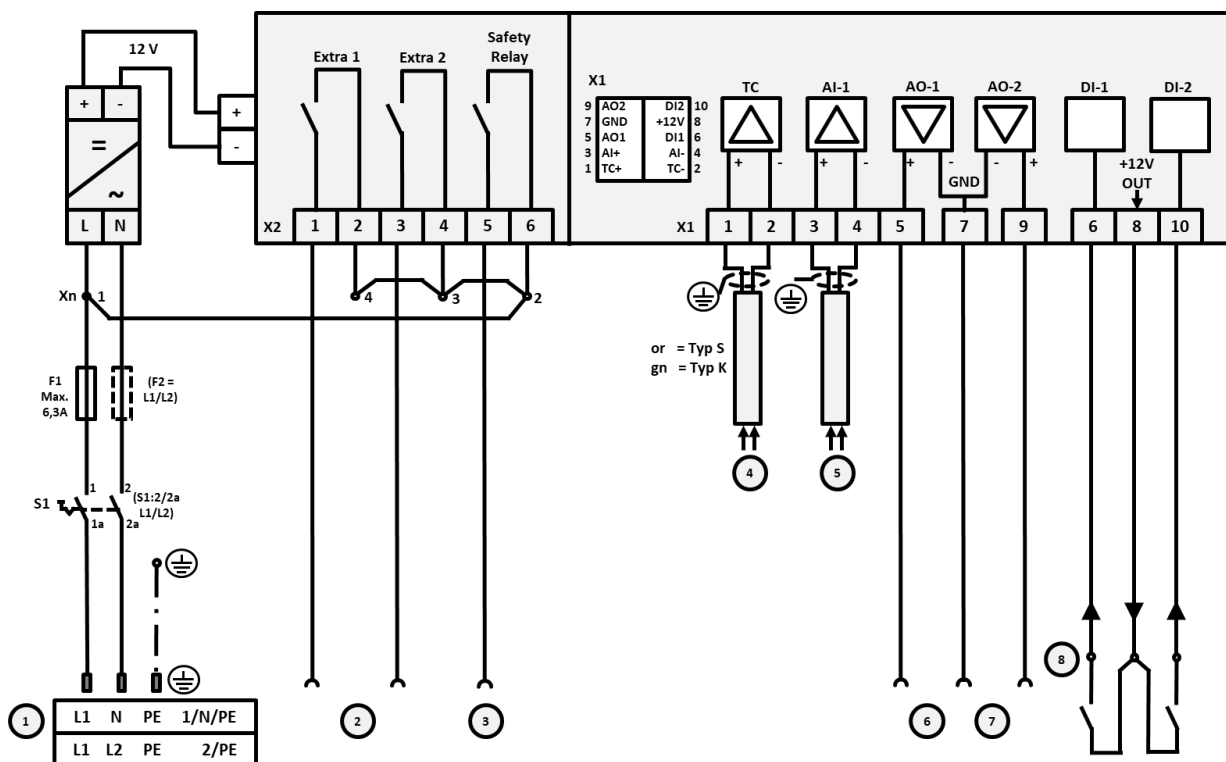 12 V
+ -
=
~
L N
+
-
Extra 1
Extra 2
Safety
Relay
X2 1 2 3 4 5 6
X1
9 AO2 DI2 10
7 GND +12V 8
5 AO1 DI1 6
3 AI+ AI- 4
1 TC+ TC- 2
TC
AI-1
AO-1
AO-2
DI-1
DI-2
+ - + - + - - +
GND
+12V
OUT
X1 1 2 3 4 5 7 9 6 8 10
Xn 1
4 3 2
F1
Max.
6,3A
(F2 =
L1/L2)
or = Typ S
gn = Typ K
4
5
S1
1 2
1a 2a
(S1:2/2a
L1/L2)
8
1
L1 N PE 1/N/PE
L1 L2 PE 2/PE
2
3
6
7